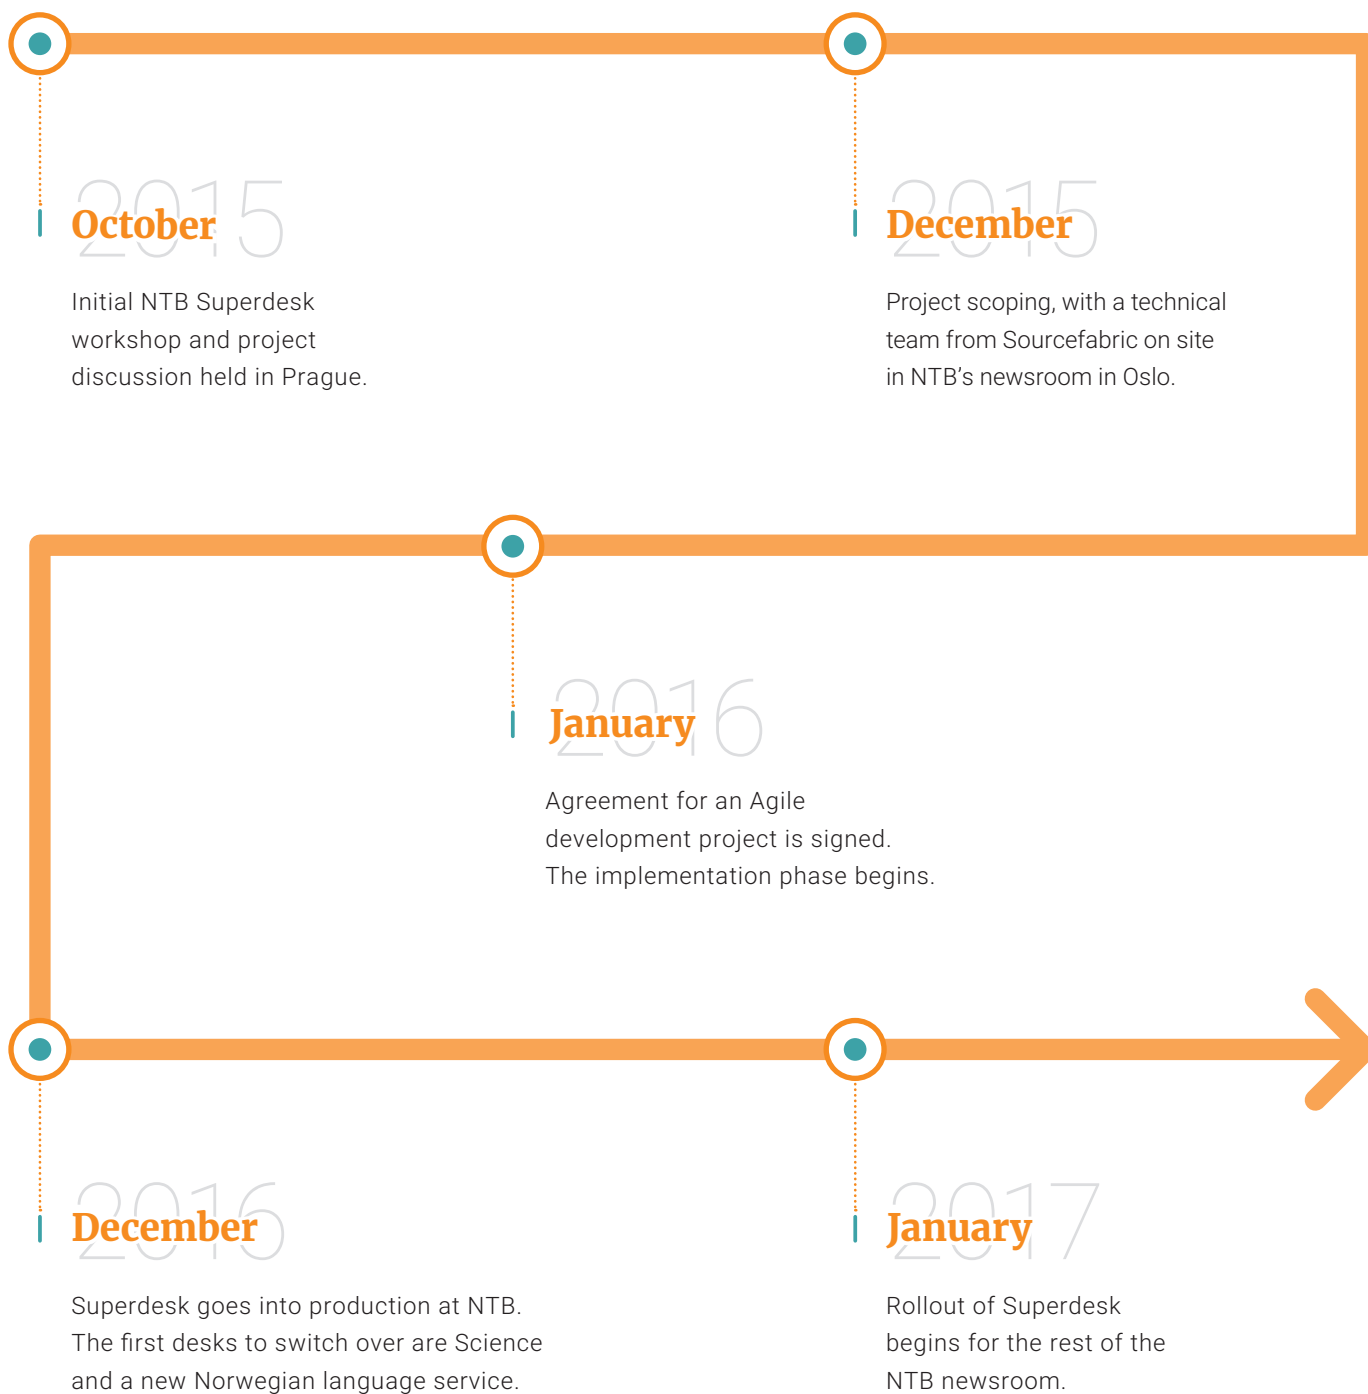 2015
October
Initial NTB Superdesk
workshop and project
discussion held in Prague.
2015
December
Project scoping, with a technical
team from Sourcefabric on site
in NTB’s newsroom in Oslo.
2016
January
Agreement for an Agile
development project is signed.
The implementation phase begins.
2016
December
Superdesk goes into production at NTB.
The first desks to switch over are Science
and a new Norwegian language service.
2017
January
Rollout of Superdesk
begins for the rest of the
NTB newsroom.